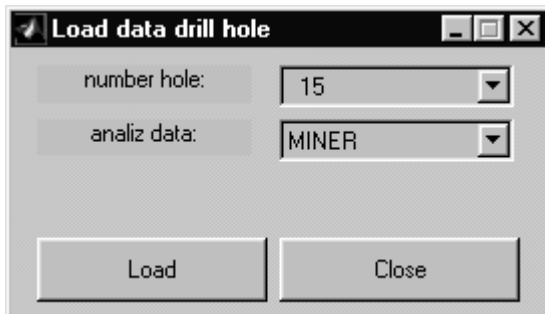 Load data drill hole
number hole: 15
analiz data: MINER
Load Close